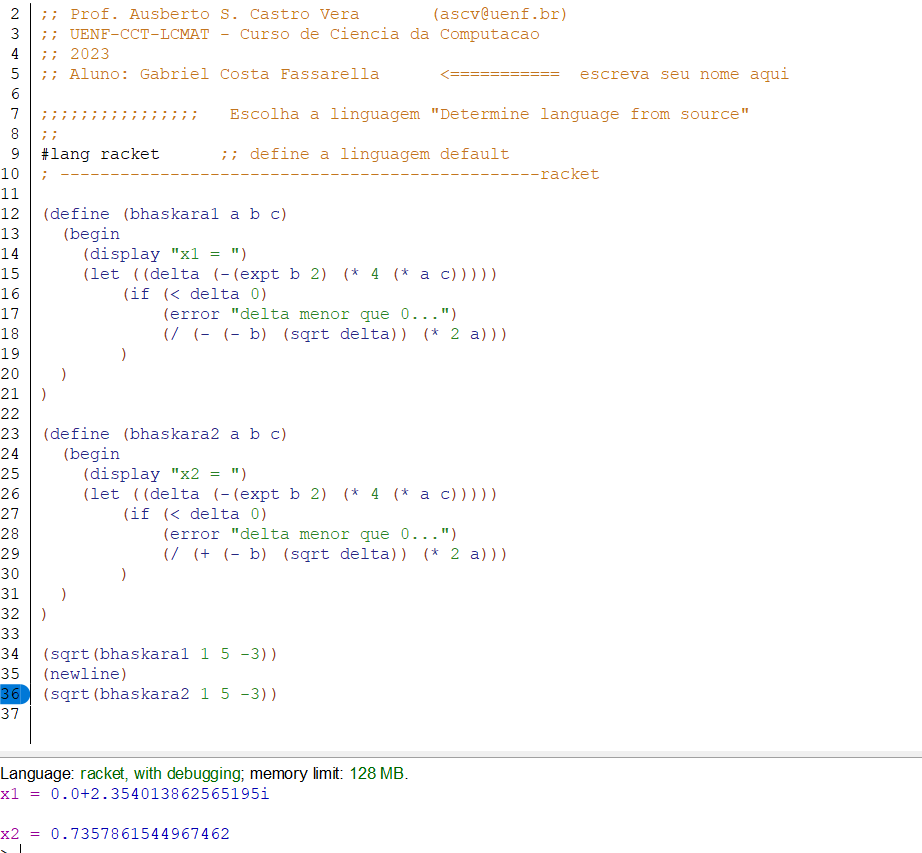 2 ;; Prof. Ausberto S. Castro Vera       (ascv@uenf.br)
3 ;; UENF-CCT-LCMAT - Curso de Ciencia da Computacao
4 ;; 2023
5 ;; Aluno: Gabriel Costa Fassarella      <===========  escreva seu nome aqui
6
7 ;;;;;;;;;;;;;;;;   Escolha a linguagem "Determine language from source"
8 ;;
9 #lang racket      ;; define a linguagem default
10 ; ------------------------------------------------racket
11
12 (define (bhaskara1 a b c)
13   (begin
14     (display "x1 = ")
15     (let ((delta (-(expt b 2) (* 4 (* a c)))))
16         (if (< delta 0)
17             (error "delta menor que 0...")
18             (/ (- (- b) (sqrt delta)) (* 2 a)))
19         )
20   )
21 )
22
23 (define (bhaskara2 a b c)
24   (begin
25     (display "x2 = ")
26     (let ((delta (-(expt b 2) (* 4 (* a c)))))
27         (if (< delta 0)
28             (error "delta menor que 0...")
29             (/ (+ (- b) (sqrt delta)) (* 2 a)))
30         )
31   )
32 )
33
34 (sqrt(bhaskara1 1 5 -3))
35 (newline)
36 (sqrt(bhaskara2 1 5 -3))
37
Language: racket, with debugging; memory limit: 128 MB.
x1 = 0.0+2.354013862565195i
x2 = 0.7357861544967462
>